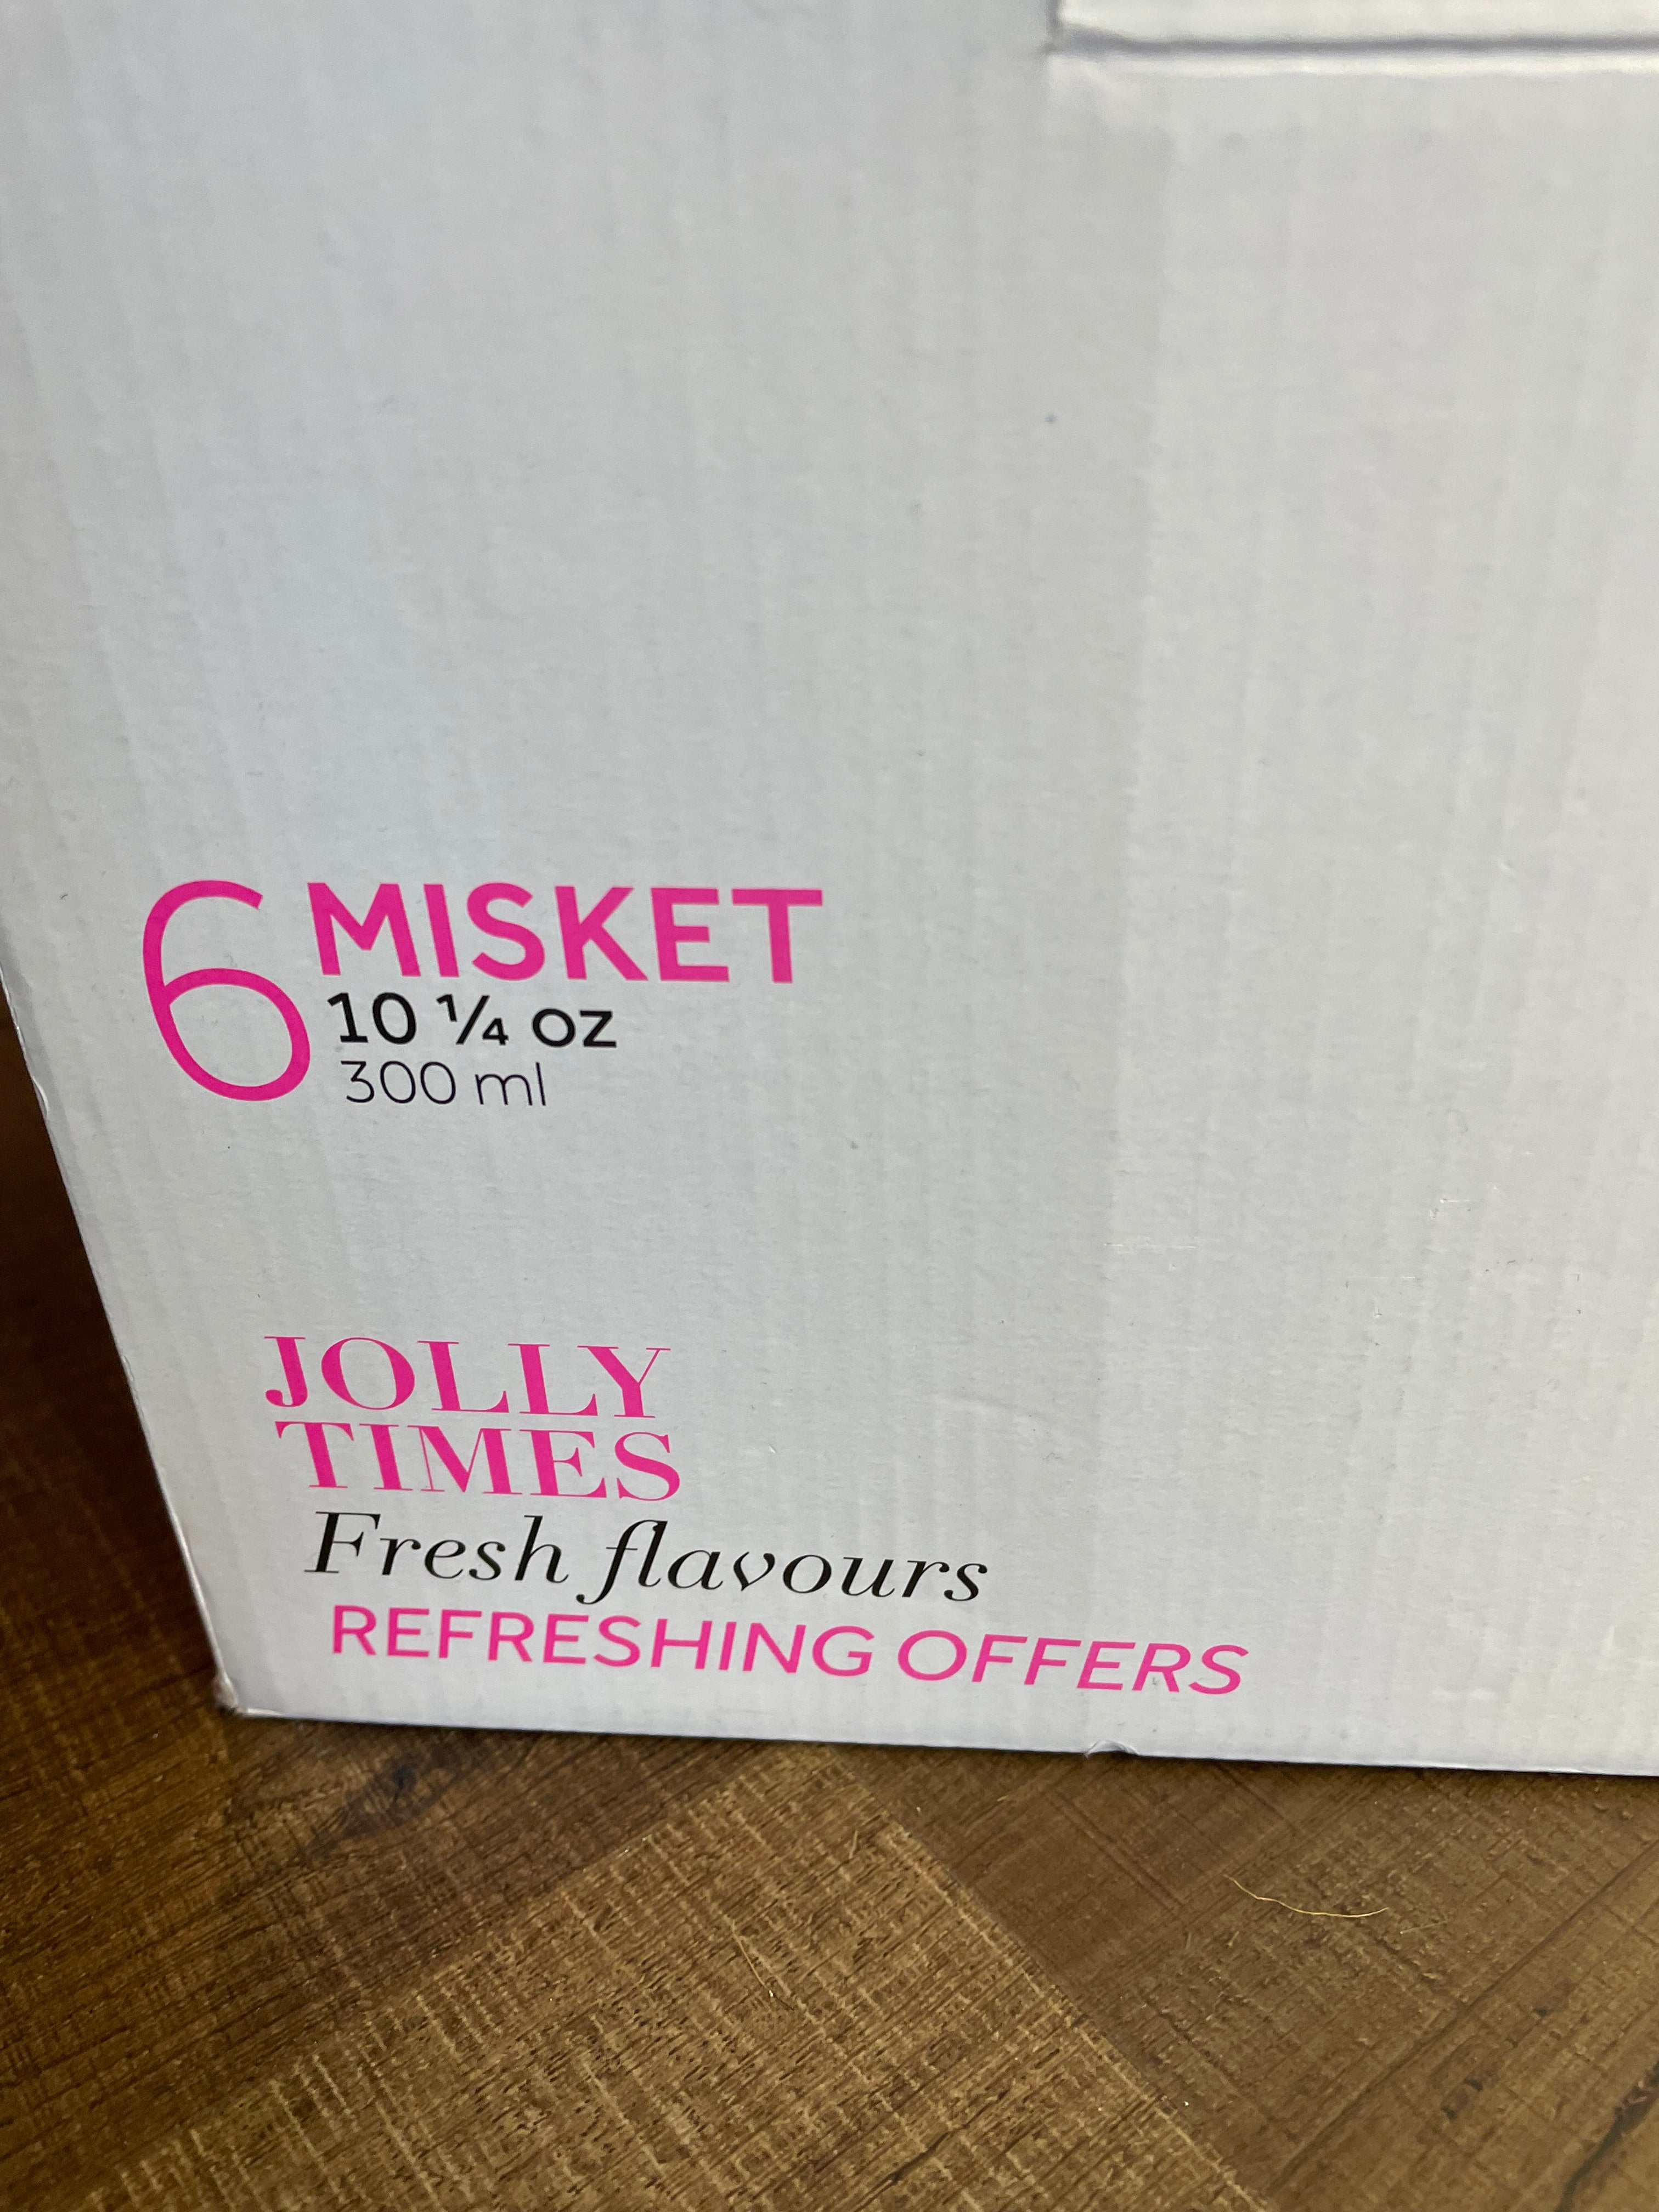 6 MISKET
10 ¼ oz
300 ml
JOLLY
TIMES
Fresh flavours
REFRESHING OFFERS